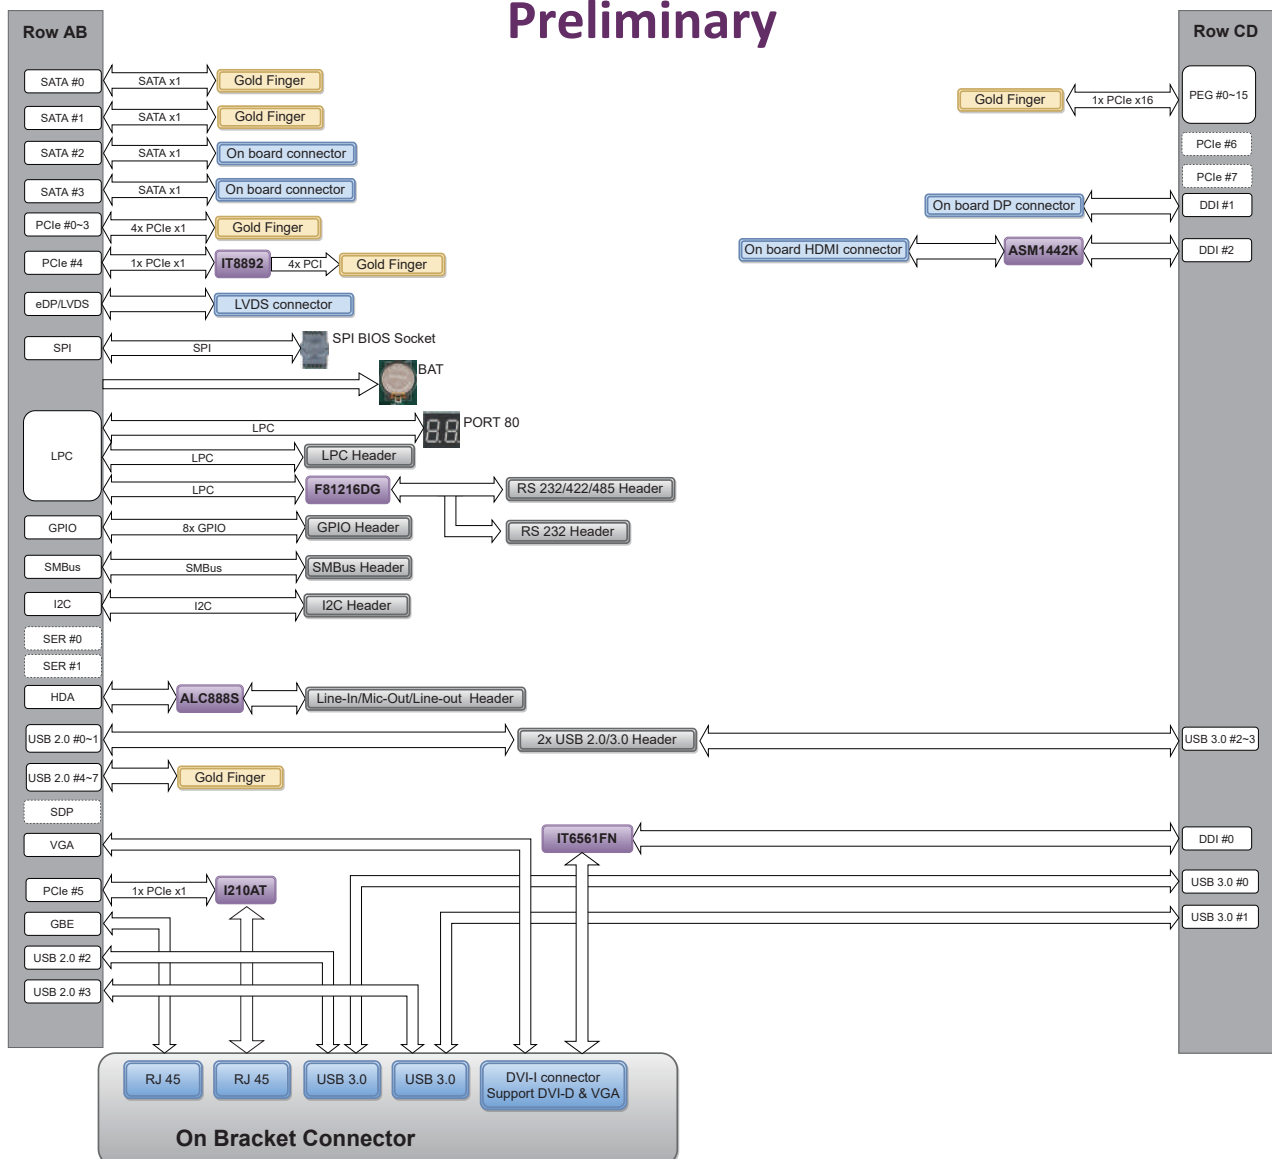 Preliminary
Row AB
Row CD
SATA #0
SATA x1
Gold Finger
SATA #1
SATA x1
Gold Finger
SATA #2
SATA x1
On board connector
SATA #3
SATA x1
On board connector
PCIe #0~3
4x PCIe x1
Gold Finger
PCIe #4
1x PCIe x1
IT8892
4x PCI
Gold Finger
eDP/LVDS
LVDS connector
SPI
SPI
SPI BIOS Socket
BAT
LPC
LPC
PORT 80
LPC
LPC Header
LPC
F81216DG
RS 232/422/485 Header
RS 232 Header
GPIO
8x GPIO
GPIO Header
SMBus
SMBus
SMBus Header
I2C
I2C
I2C Header
SER #0
SER #1
HDA
ALC888S
Line-In/Mic-Out/Line-out Header
USB 2.0 #0~1
2x USB 2.0/3.0 Header
USB 3.0 #2~3
USB 2.0 #4~7
Gold Finger
SDP
VGA
IT6561FN
DDI #0
PCIe #5
1x PCIe x1
I210AT
USB 3.0 #0
GBE
USB 3.0 #1
USB 2.0 #2
USB 2.0 #3
Gold Finger
1x PCIe x16
PEG #0~15
PCIe #6
PCIe #7
On board DP connector
DDI #1
On board HDMI connector
ASM1442K
DDI #2
RJ 45
RJ 45
USB 3.0
USB 3.0
DVI-I connector
Support DVI-D & VGA
On Bracket Connector